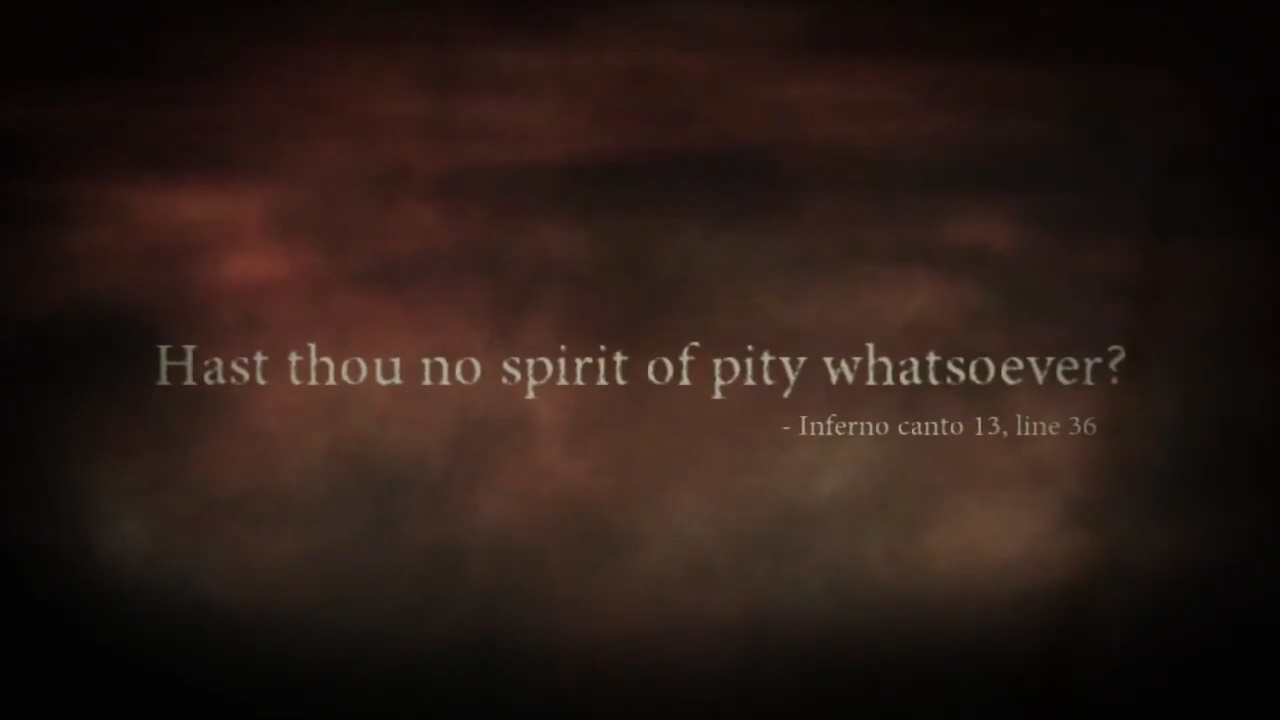 Hast thou no spirit of pity whatsoever?
- Inferno canto 13, line 36